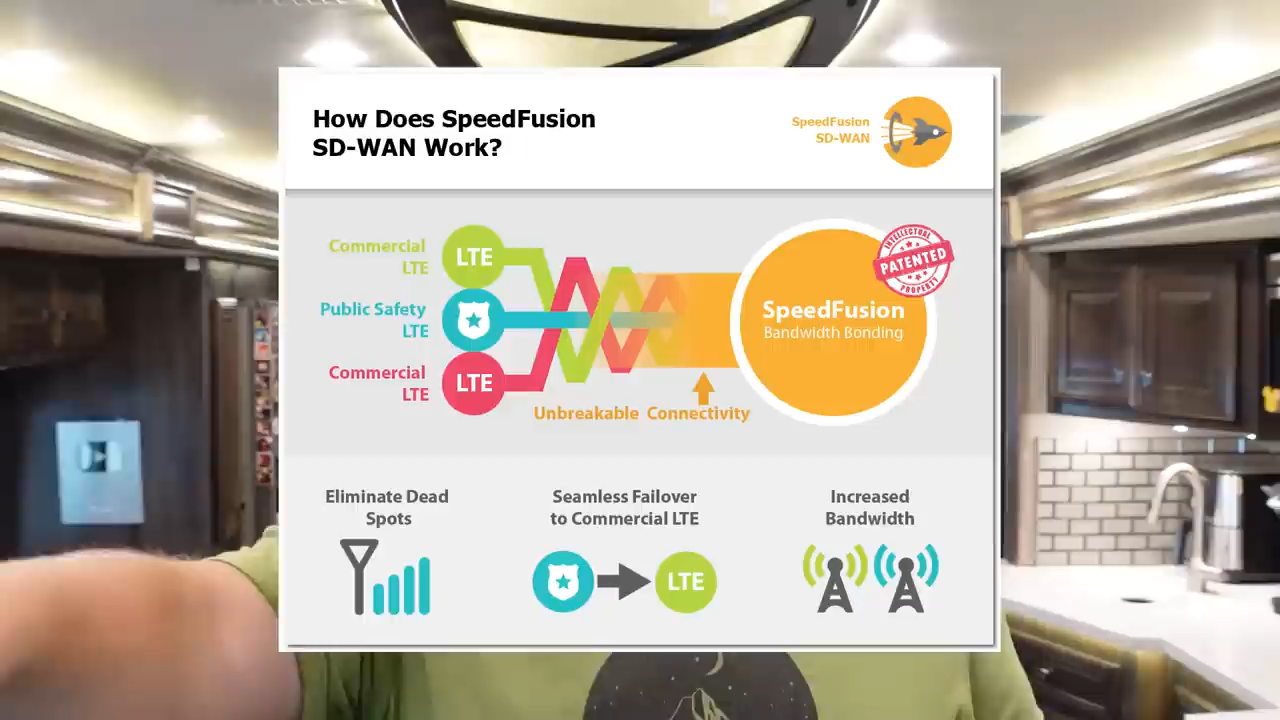 How Does SpeedFusion
SD-WAN Work?
SpeedFusion
SD-WAN
Commercial
LTE
LTE
Public Safety
LTE
Commercial
LTE
LTE
INTELLECTUAL
PATENTED
PROPERTY
SpeedFusion
Bandwidth Bonding
Unbreakable Connectivity
Eliminate Dead
Spots
Seamless Failover
to Commercial LTE
Increased
Bandwidth
LTE